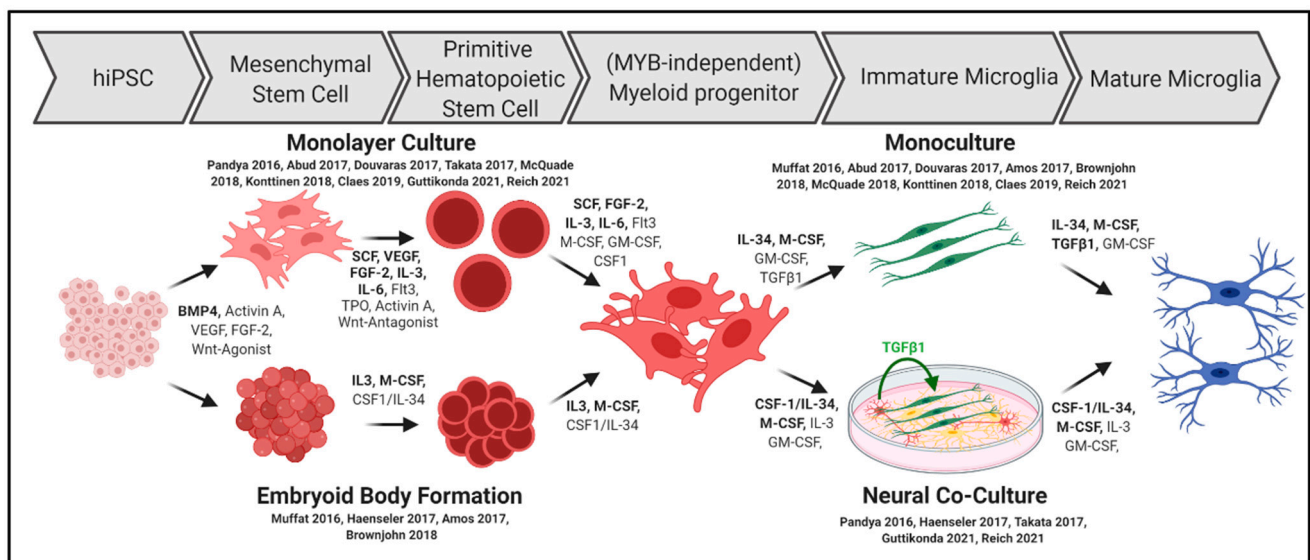 hiPSC
Mesenchymal
Stem Cell
Primitive
Hematopoietic
Stem Cell
(MYB-independent)
Myeloid progenitor
Immature Microglia
Mature Microglia
Monolayer Culture
Pandya 2016, Abud 2017, Douvaras 2017, Takata 2017, McQuade
2018, Konttinen 2018, Claes 2019, Guttikonda 2021, Reich 2021
Monoculture
Muffat 2016, Abud 2017, Douvaras 2017, Amos 2017, Brownjohn
2018, McQuade 2018, Konttinen 2018, Claes 2019, Reich 2021
BMP4, Activin A,
VEGF, FGF-2,
Wnt-Agonist
SCF, VEGF,
FGF-2, IL-3,
IL-6, Flt3,
TPO, Activin A,
Wnt-Antagonist
SCF, FGF-2,
IL-3, IL-6, Flt3
M-CSF, GM-CSF,
CSF1
IL-34, M-CSF,
GM-CSF,
TGFβ1
IL-34, M-CSF,
TGFβ1, GM-CSF
IL3, M-CSF,
CSF1/IL-34
IL3, M-CSF,
CSF1/IL-34
CSF-1/IL-34,
M-CSF, IL-3
GM-CSF,
TGFβ1
CSF-1/IL-34,
M-CSF, IL-3
GM-CSF,
Embryoid Body Formation
Muffat 2016, Haenseler 2017, Amos 2017,
Brownjohn 2018
Neural Co-Culture
Pandya 2016, Haenseler 2017, Takata 2017,
Guttikonda 2021, Reich 2021